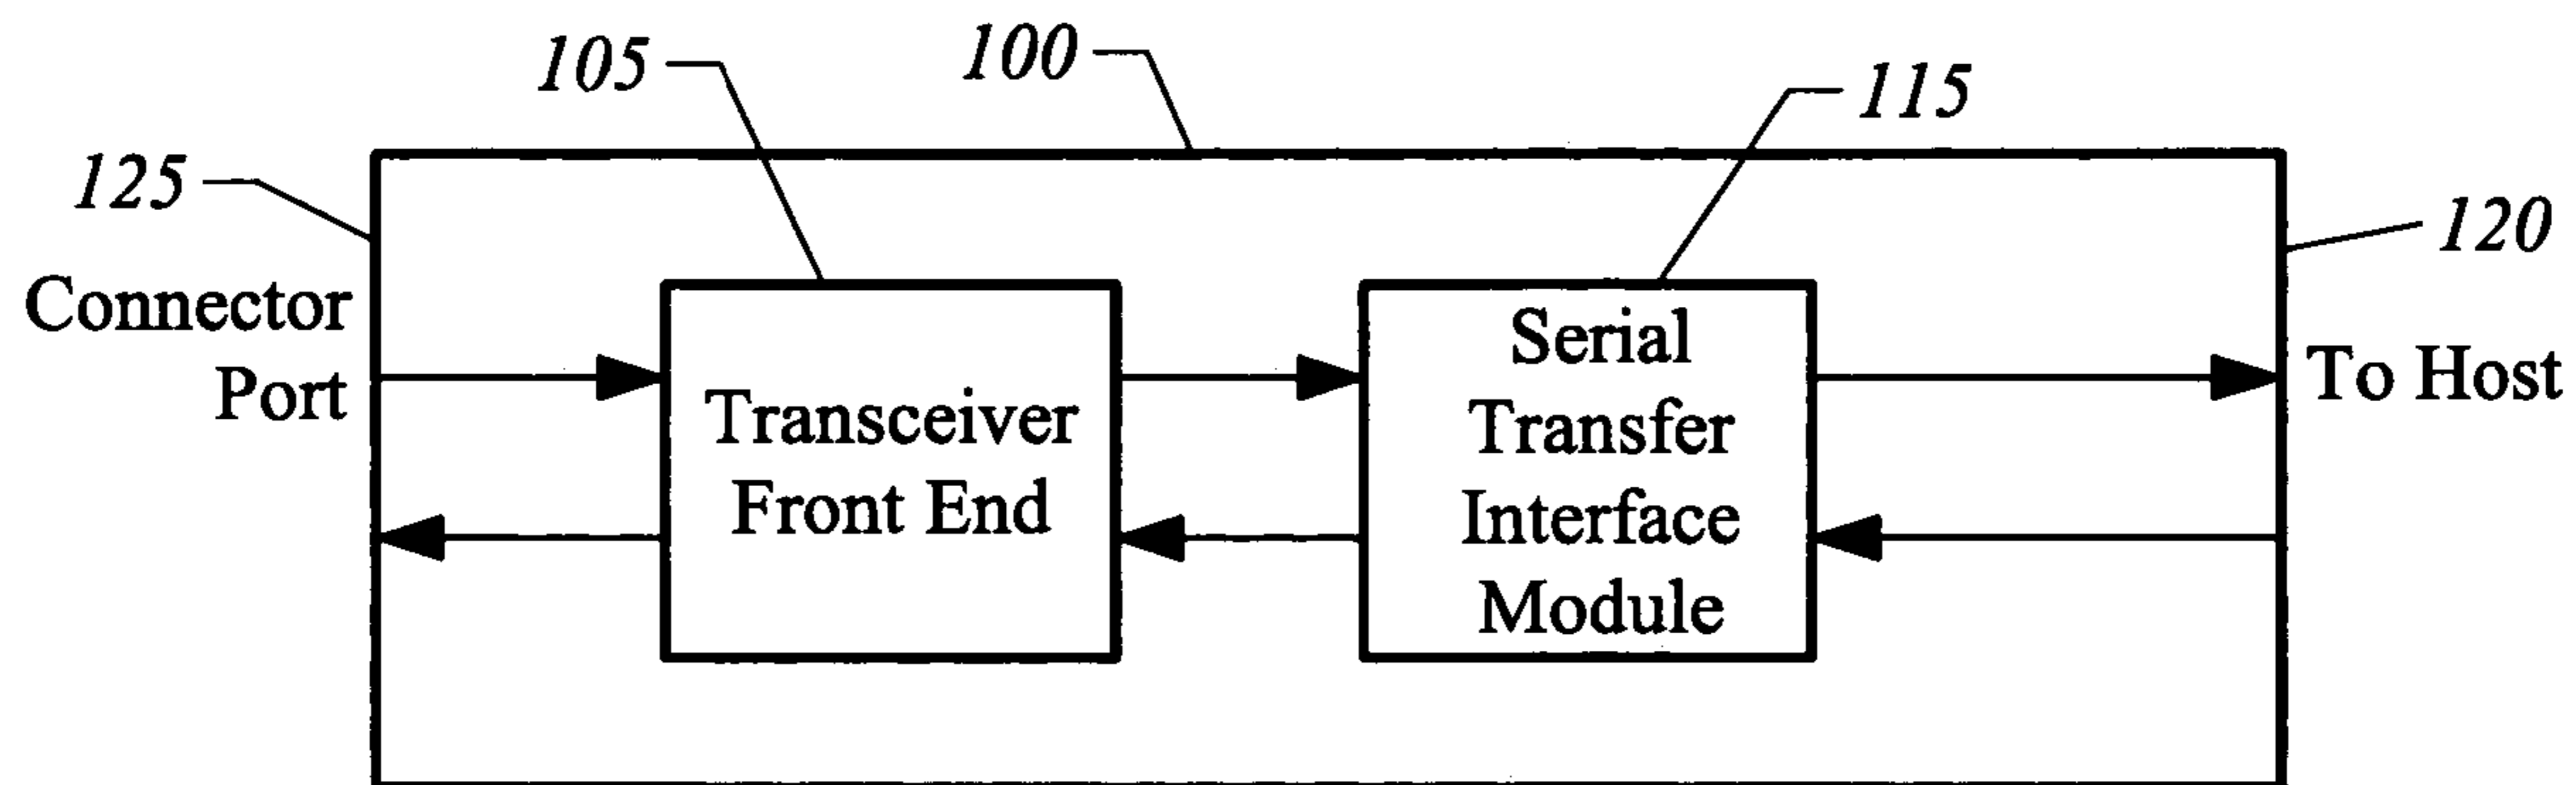 105
100
115
125
120
Connector
Port
Transceiver
Front End
Serial
Transfer
Interface
Module
To Host